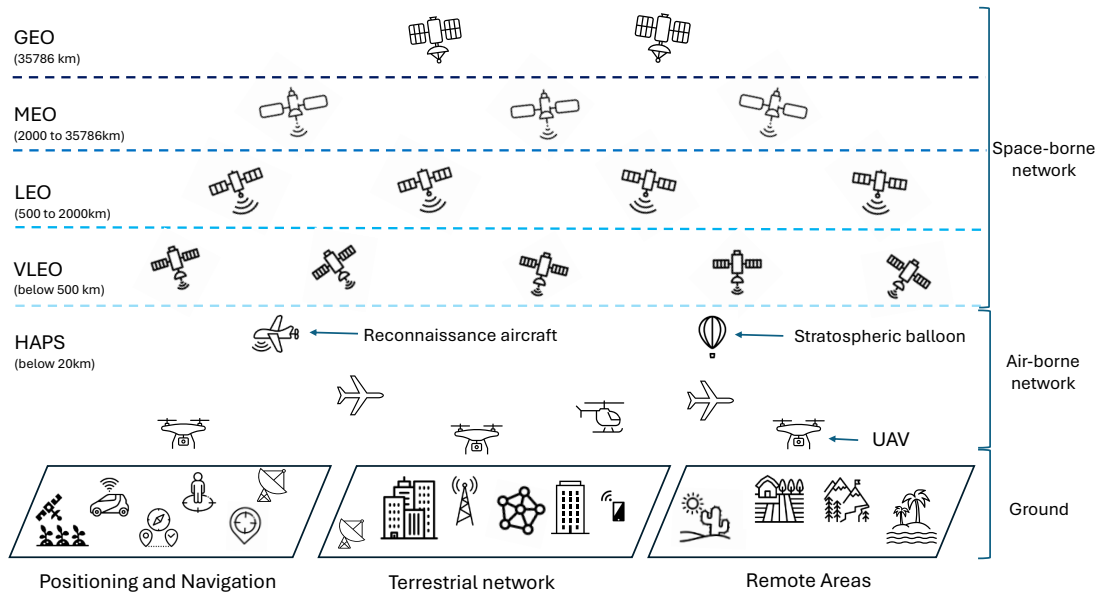 GEO
(35786 km)
MEO
(2000 to 35786km)
Space-borne
network
LEO
(500 to 2000km)
VLEO
(below 500 km)
HAPS
(below 20km)
Reconnaissance aircraft
Stratospheric balloon
Air-borne
network
UAV
Ground
Positioning and Navigation
Terrestrial network
Remote Areas